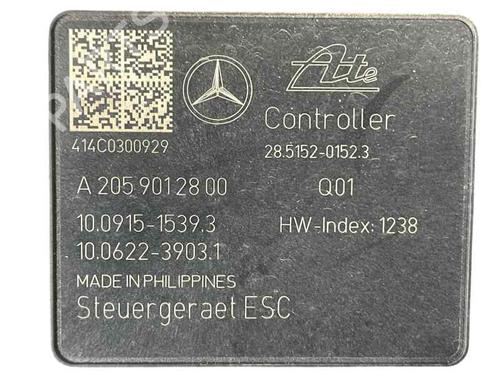 Ate
Controller
414C0300929
28.5152-0152.3
A 205 901 28 00 Q01
10.0915-1539.3 HW-Index: 1238
10.0622-3903.1
MADE IN PHILIPPINES
Steuergeraet ESC